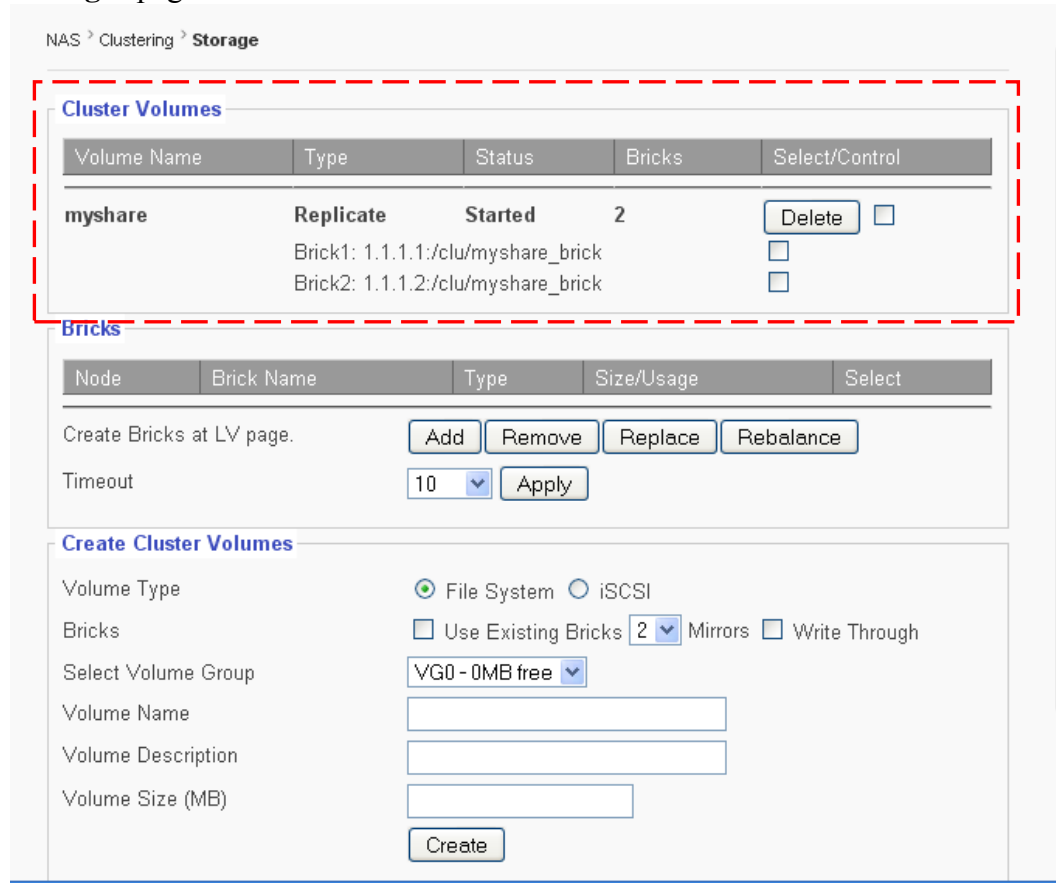 NAS > Clustering > Storage
Cluster Volumes
Volume Name Type Status Bricks Select/Control
myshare Replicate Started 2 Delete
Brick1: 1.1.1.1:/clu/myshare_brick
Brick2: 1.1.1.2:/clu/myshare_brick
Bricks
Node Brick Name Type Size/Usage Select
Create Bricks at LV page. Add Remove Replace Rebalance
Timeout 10 Apply
Create Cluster Volumes
Volume Type File System iSCSI
Bricks Use Existing Bricks 2 Mirrors Write Through
Select Volume Group VG0 - 0MB free
Volume Name
Volume Description
Volume Size (MB)
Create